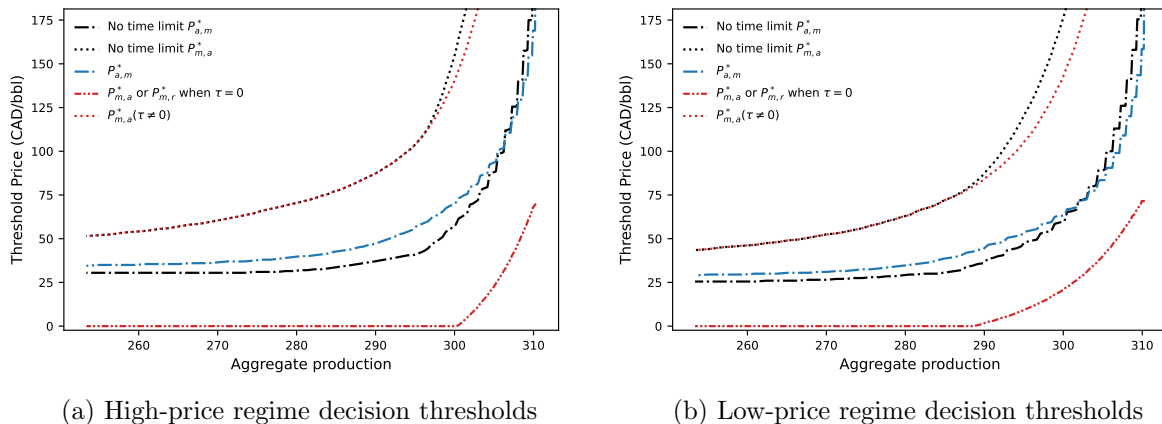 175
150
125
100
75
50
25
0
Threshold Price (CAD/bbl)
No time limit P*a,m
No time limit P*m,a
P*a,m
P*m,a or P*m,r when τ = 0
P*m,a(τ ≠ 0)
260 270 280 290 300 310
Aggregate production
(a) High-price regime decision thresholds
175
150
125
100
75
50
25
0
Threshold Price (CAD/bbl)
No time limit P*a,m
No time limit P*m,a
P*a,m
P*m,a or P*m,r when τ = 0
P*m,a(τ ≠ 0)
260 270 280 290 300 310
Aggregate production
(b) Low-price regime decision thresholds